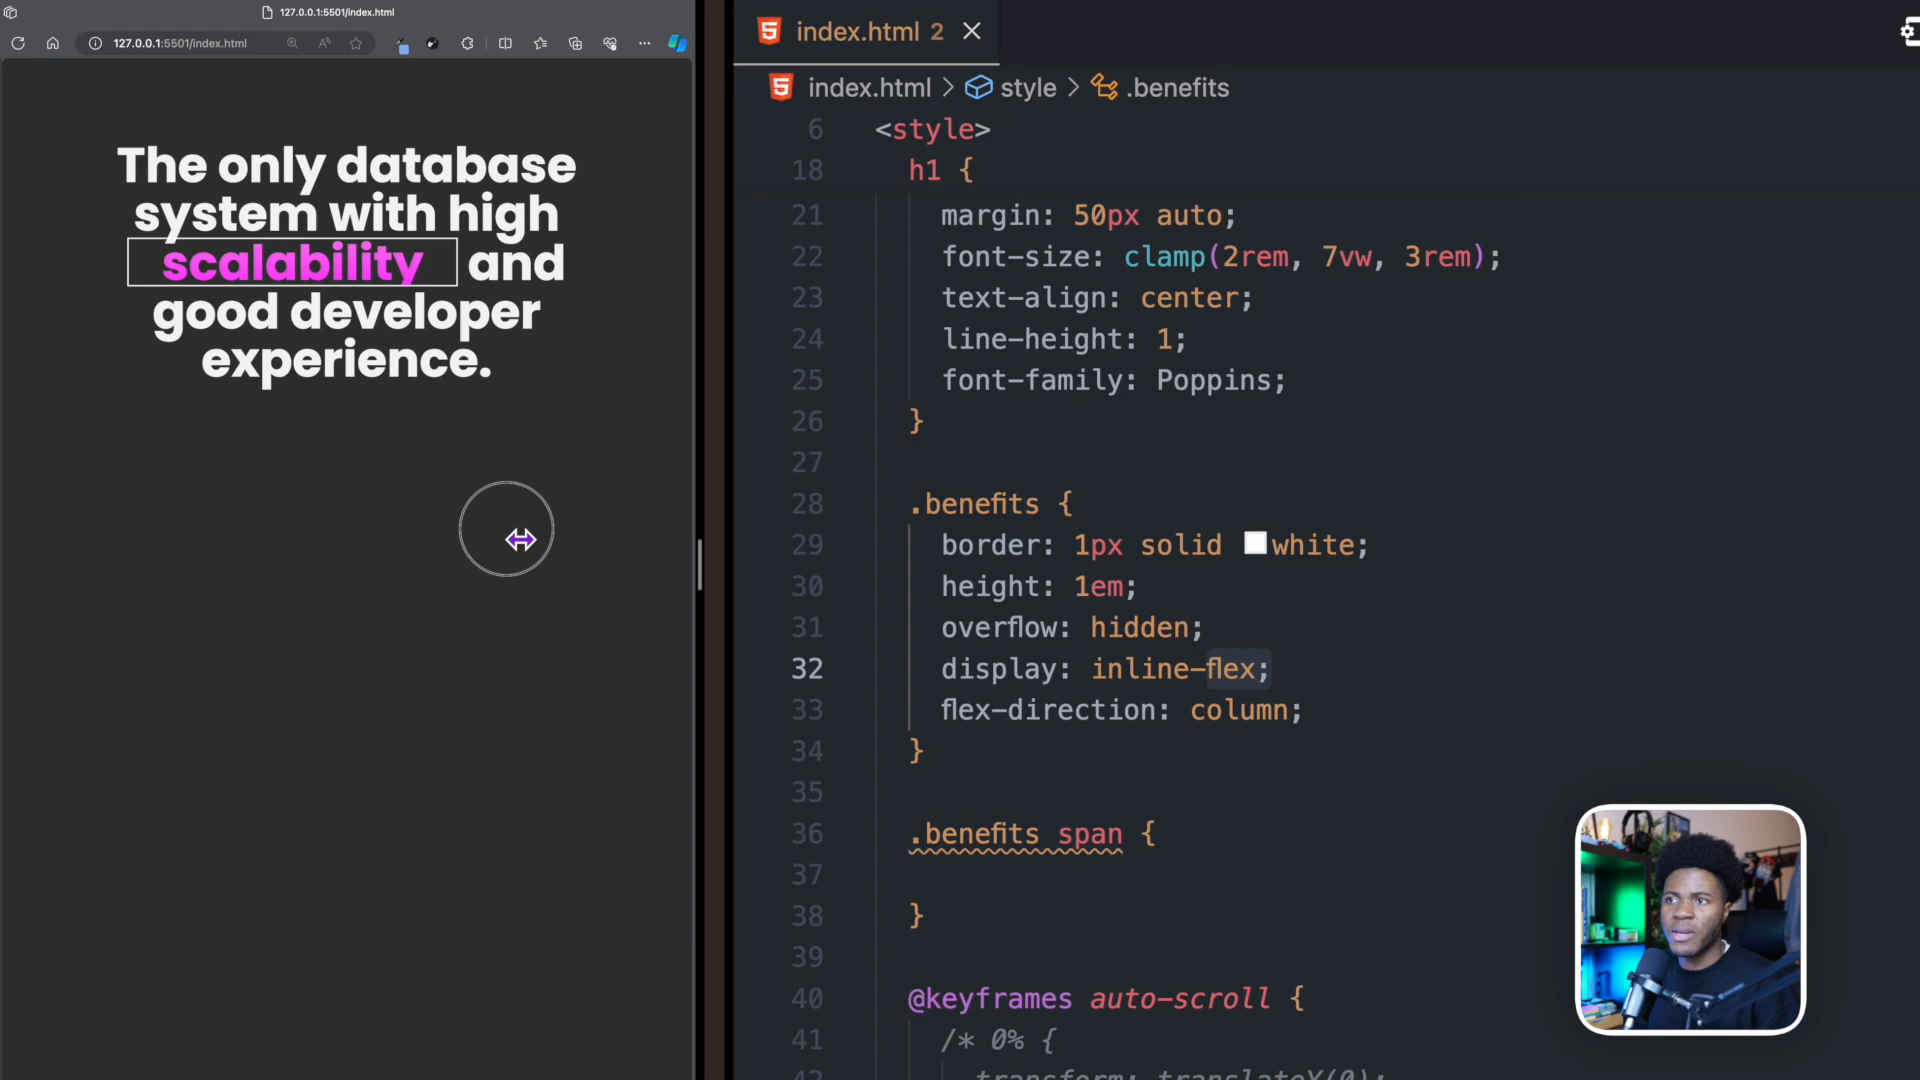 127.0.0.1:5501/index.html
127.0.0.1:5501/index.html
The only database
system with high
scalability and
good developer
experience.
index.html 2
index.html > style > .benefits
6 <style>
18 h1 {
21 margin: 50px auto;
22 font-size: clamp(2rem, 7vw, 3rem);
23 text-align: center;
24 line-height: 1;
25 font-family: Poppins;
26 }
27
28 .benefits {
29 border: 1px solid white;
30 height: 1em;
31 overflow: hidden;
32 display: inline-flex;
33 flex-direction: column;
34 }
35
36 .benefits span {
37
38 }
39
40 @keyframes auto-scroll {
41 /* 0% {
42 transform: translateY(0);